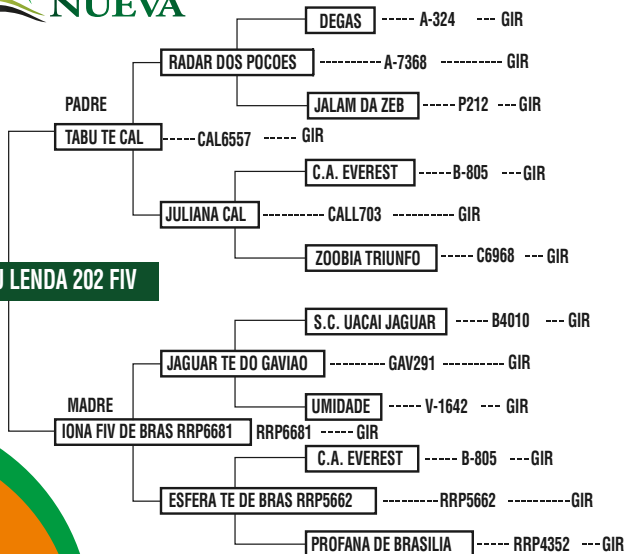 NUEVA
DEGAS ----- A-324 --- GIR
RADAR DOS POCOES ---------- A-7368 ---------- GIR
JALAM DA ZEB ----- P212 --- GIR
PADRE
TABU TE CAL ----- CAL6557 ----- GIR
C.A. EVEREST ----- B-805 --- GIR
JULIANA CAL ---------- CALL703 ---------- GIR
ZOOBIA TRIUNFO ----- C6968 --- GIR
LENDA 202 FIV
S.C. UACAI JAGUAR ----- B4010 --- GIR
JAGUAR TE DO GAVIAO --------- GAV291 ---------- GIR
UMIDADE ----- V-1642 --- GIR
MADRE
IONA FIV DE BRAS RRP6681 RRP6681 ----- GIR
C.A. EVEREST ----- B-805 --- GIR
ESFERA TE DE BRAS RRP5662 --------- RRP5662 ---------- GIR
PROFANA DE BRASILIA ----- RRP4352 --- GIR